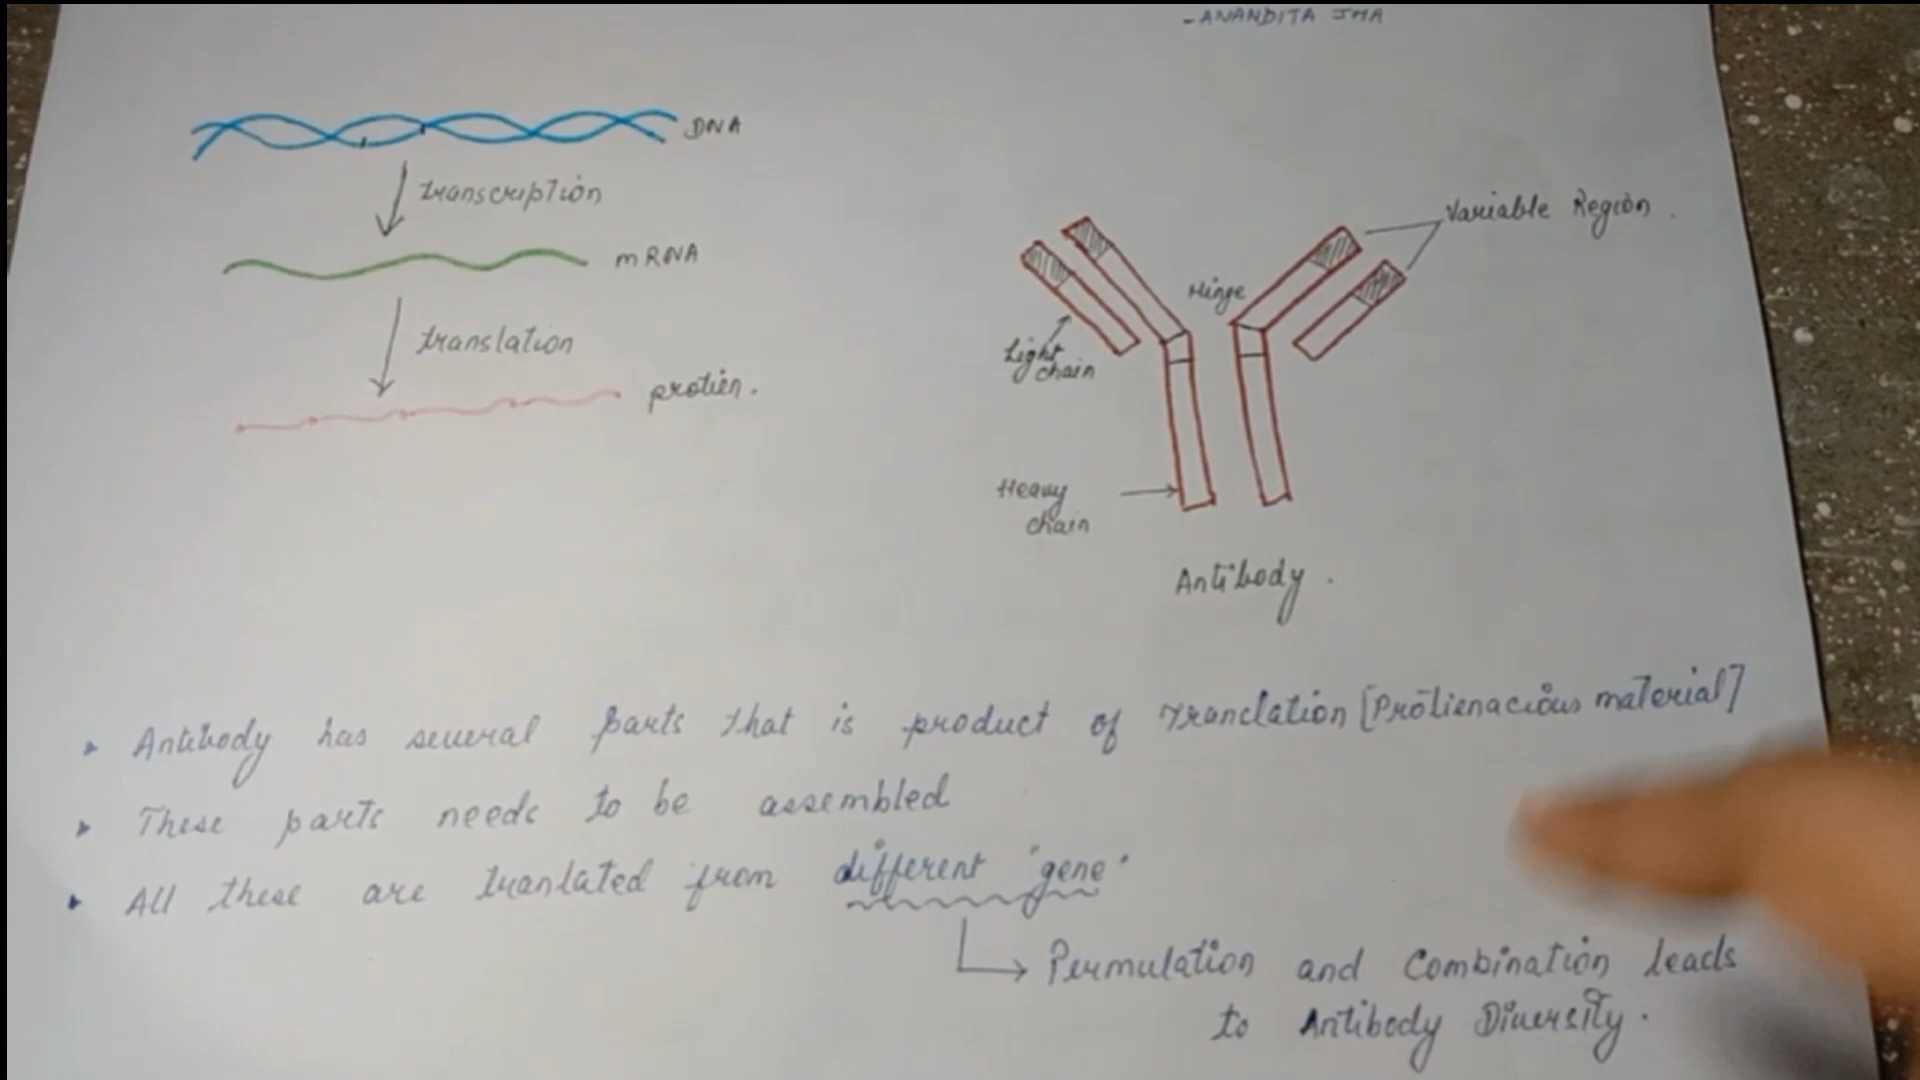 -ANANDITA JHA
DNA
transcription
mRNA
translation
protien.
Variable Region.
Hinge
Light
chain
Heavy
chain
Antibody.
Antibody has several parts that is product of Tranclation [Protienacious material]
These parts needs to be assembled
All these are tranlated from different "gene"
Permulation and Combination leads
to Antibody Diversity.